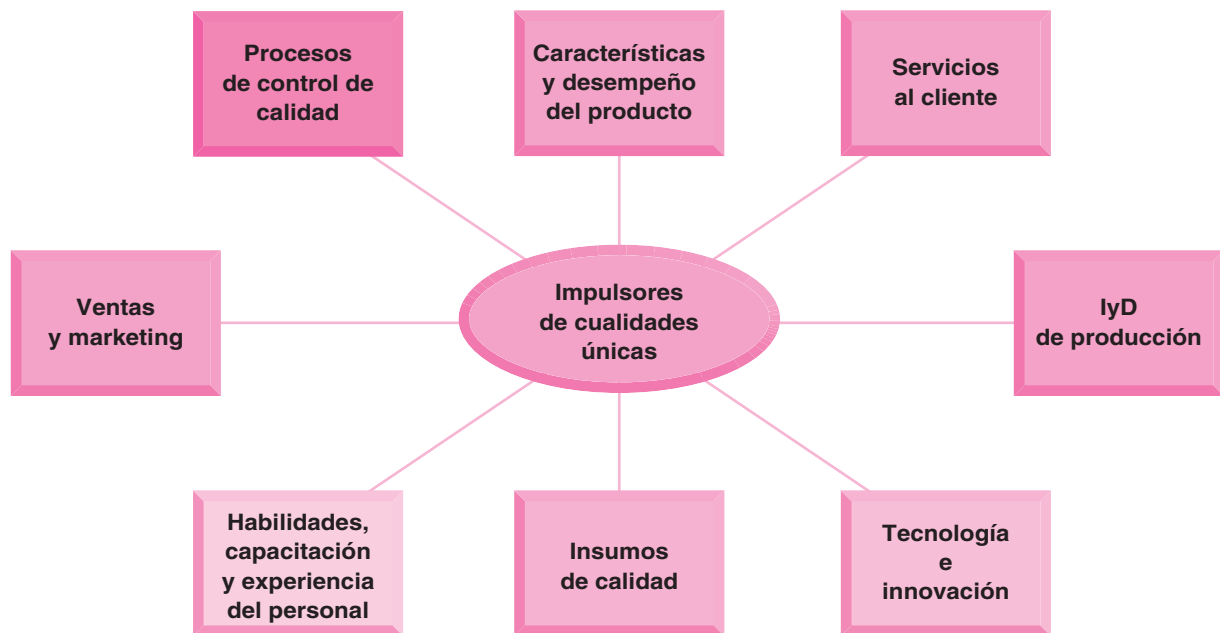 Procesos
de control de
calidad
Características
y desempeño
del producto
Servicios
al cliente
Ventas
y marketing
Impulsores
de cualidades
únicas
IyD
de producción
Habilidades,
capacitación
y experiencia
del personal
Insumos
de calidad
Tecnología
e
innovación